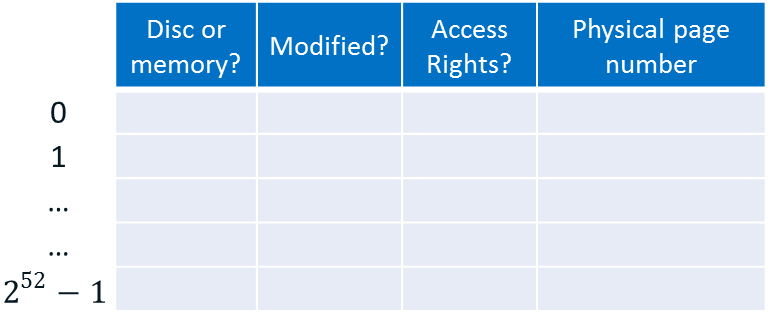 Disc or
memory?
Modified?
Access
Rights?
Physical page
number
0
1
...
...
2^52 − 1